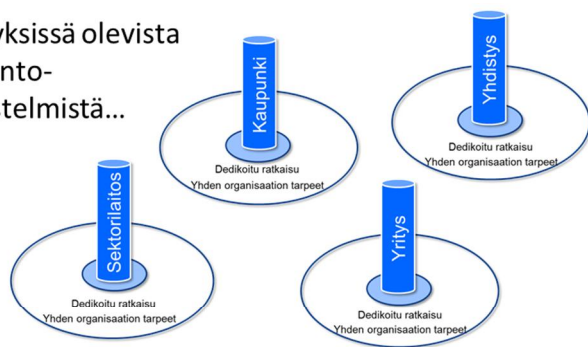 yksissä olevista
nto-
stelmistä...
Kaupunki
Dedikoitu ratkaisu
Yhden organisaation tarpeet
Yhdistys
Dedikoitu ratkaisu
Yhden organisaation tarpeet
Sektorilaitos
Dedikoitu ratkaisu
Yhden organisaation tarpeet
Yritys
Dedikoitu ratkaisu
Yhden organisaation tarpeet